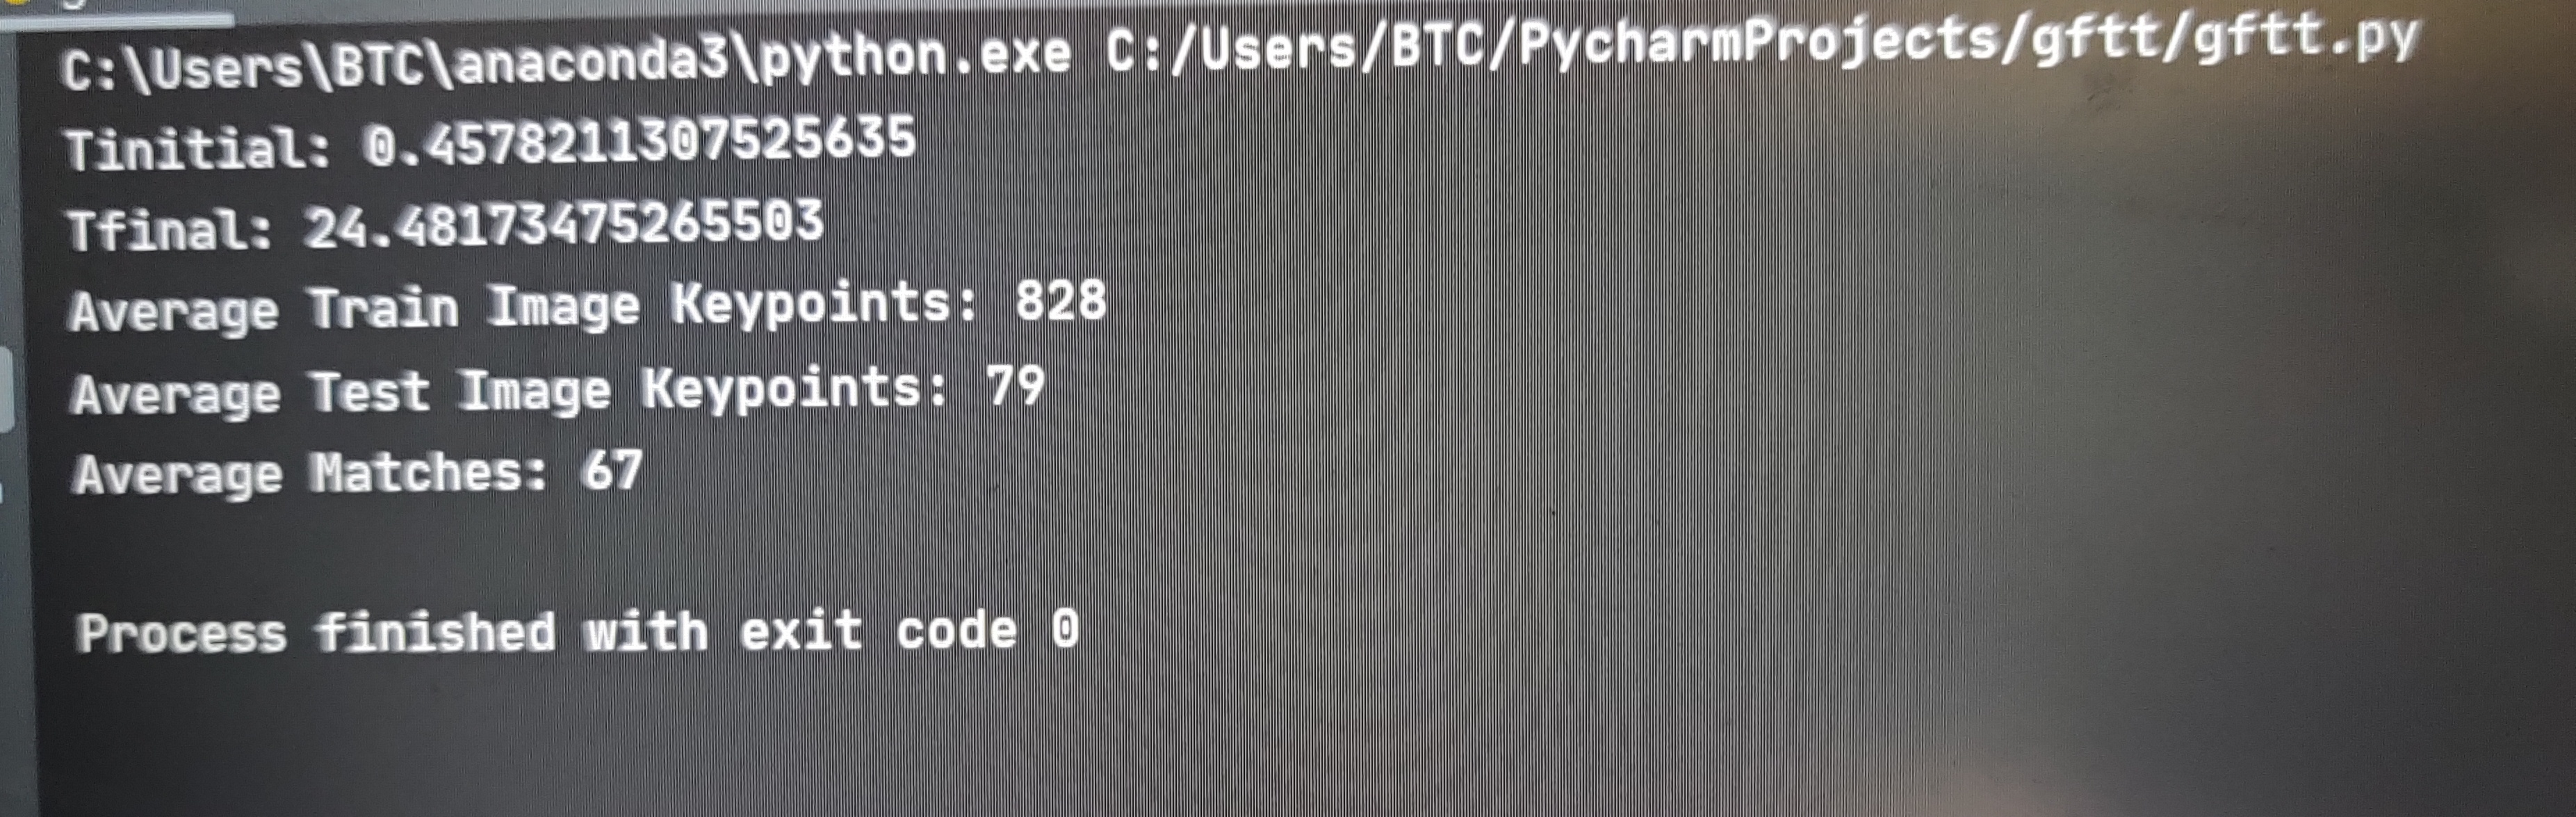 C:\Users\BTC\anaconda3\python.exe C:/Users/BTC/PycharmProjects/gftt/gftt.py
Tinitial: 0.4578211307525635
Tfinal: 24.48173475265503
Average Train Image Keypoints: 828
Average Test Image Keypoints: 79
Average Matches: 67
Process finished with exit code 0